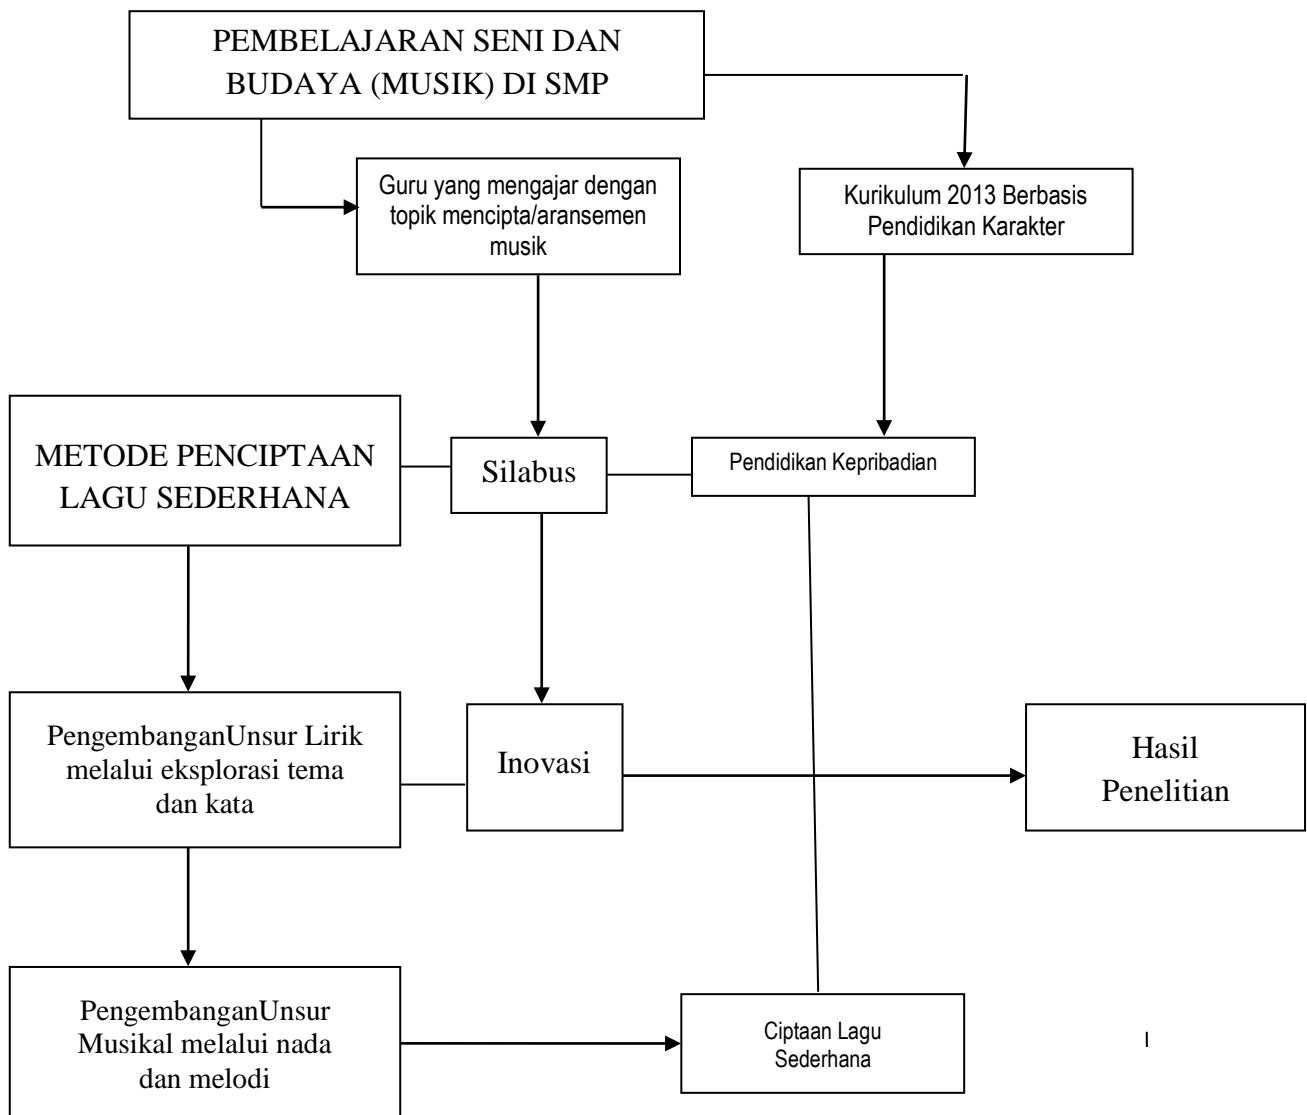 PEMBELAJARAN SENI DAN
BUDAYA (MUSIK) DI SMP
Guru yang mengajar dengan
topik mencipta/aransemen
musik
Kurikulum 2013 Berbasis
Pendidikan Karakter
METODE PENCIPTAAN
LAGU SEDERHANA
Silabus
Pendidikan Kepribadian
PengembanganUnsur Lirik
melalui eksplorasi tema
dan kata
Inovasi
Hasil
Penelitian
PengembanganUnsur
Musikal melalui nada
dan melodi
Ciptaan Lagu
Sederhana
I